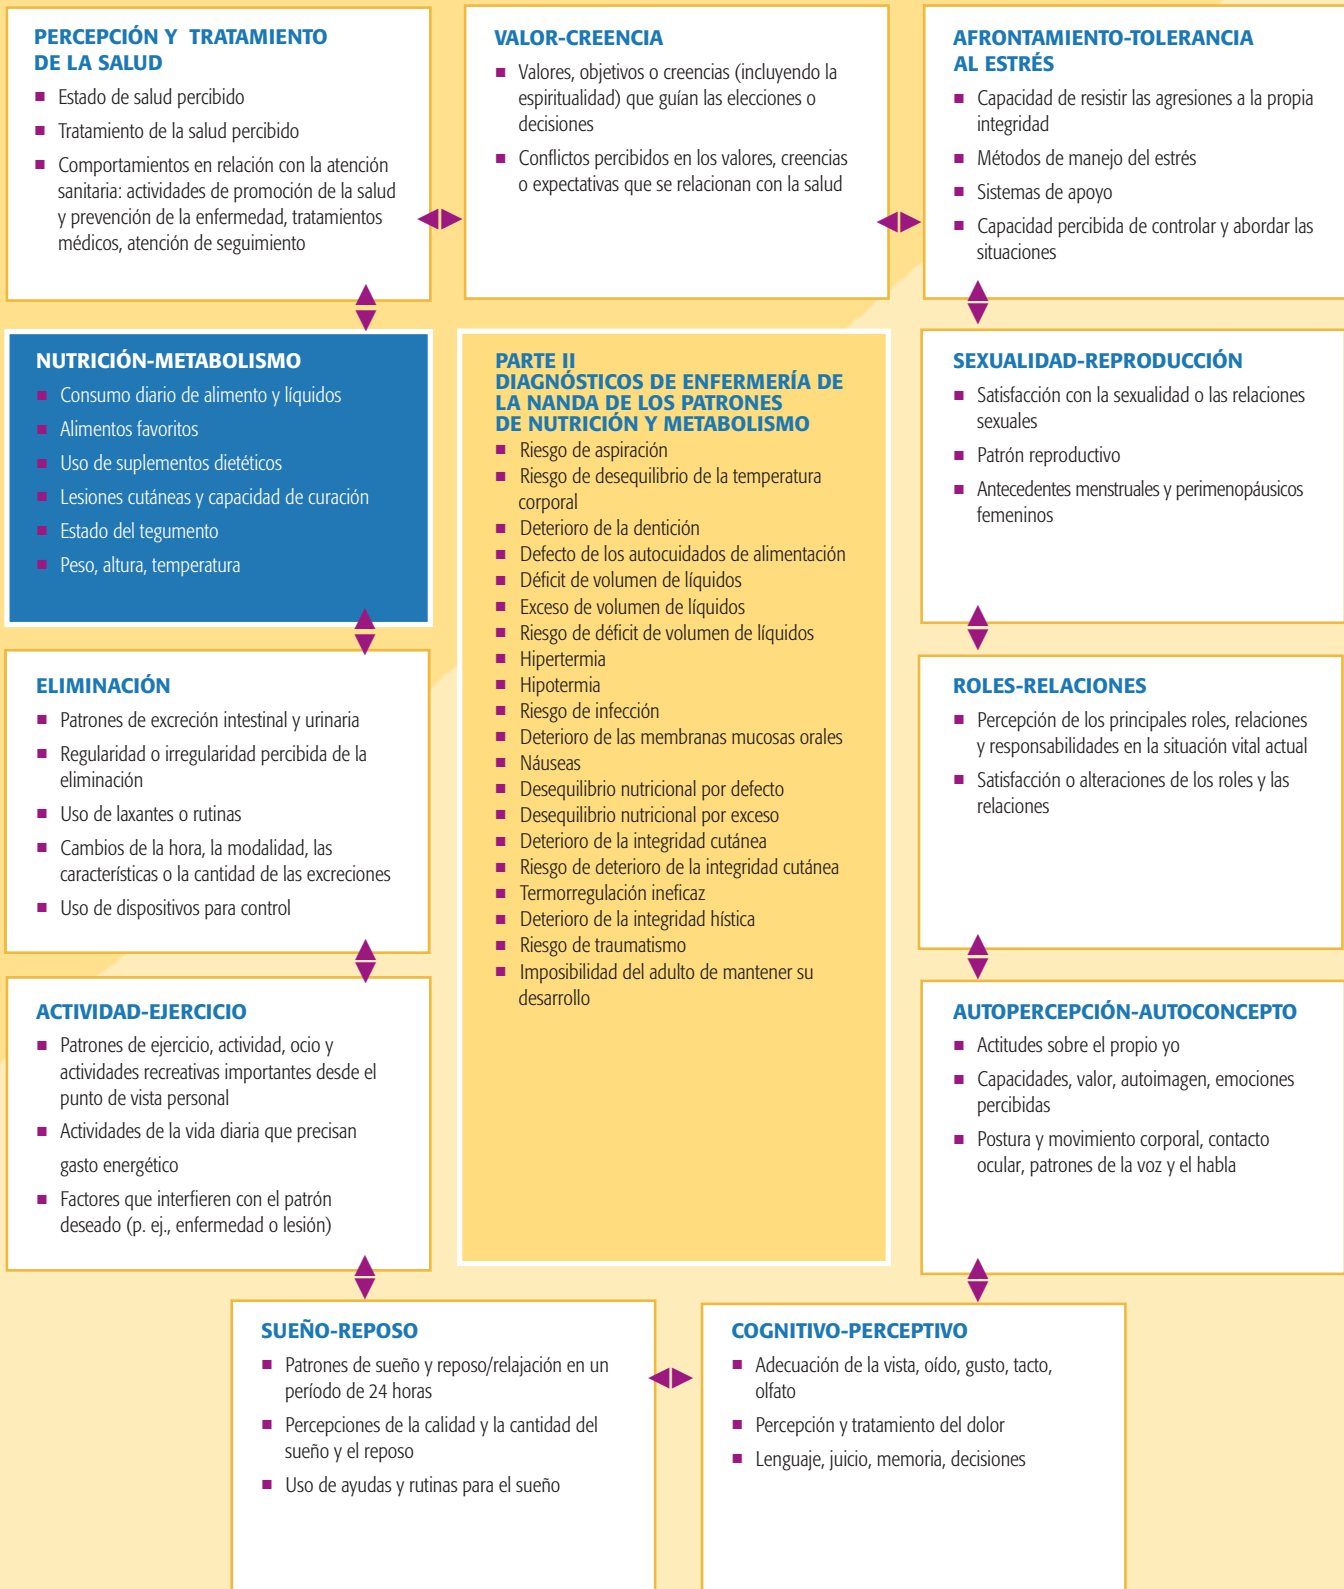 PERCEPCIÓN Y TRATAMIENTO
DE LA SALUD
■ Estado de salud percibido
■ Tratamiento de la salud percibido
■ Comportamientos en relación con la atención
sanitaria: actividades de promoción de la salud
y prevención de la enfermedad, tratamientos
médicos, atención de seguimiento
VALOR-CREENCIA
■ Valores, objetivos o creencias (incluyendo la
espiritualidad) que guían las elecciones o
decisiones
■ Conflictos percibidos en los valores, creencias
o expectativas que se relacionan con la salud
AFRONTAMIENTO-TOLERANCIA
AL ESTRÉS
■ Capacidad de resistir las agresiones a la propia
integridad
■ Métodos de manejo del estrés
■ Sistemas de apoyo
■ Capacidad percibida de controlar y abordar las
situaciones
NUTRICIÓN-METABOLISMO
■ Consumo diario de alimento y líquidos
■ Alimentos favoritos
■ Uso de suplementos dietéticos
■ Lesiones cutáneas y capacidad de curación
■ Estado del tegumento
■ Peso, altura, temperatura
PARTE II
DIAGNÓSTICOS DE ENFERMERÍA DE
LA NANDA DE LOS PATRONES
DE NUTRICIÓN Y METABOLISMO
■ Riesgo de aspiración
■ Riesgo de desequilibrio de la temperatura
corporal
■ Deterioro de la dentición
■ Defecto de los autocuidados de alimentación
■ Déficit de volumen de líquidos
■ Exceso de volumen de líquidos
■ Riesgo de déficit de volumen de líquidos
■ Hipertermia
■ Hipotermia
■ Riesgo de infección
■ Deterioro de las membranas mucosas orales
■ Náuseas
■ Desequilibrio nutricional por defecto
■ Desequilibrio nutricional por exceso
■ Deterioro de la integridad cutánea
■ Riesgo de deterioro de la integridad cutánea
■ Termorregulación ineficaz
■ Deterioro de la integridad hística
■ Riesgo de traumatismo
■ Imposibilidad del adulto de mantener su
desarrollo
SEXUALIDAD-REPRODUCCIÓN
■ Satisfacción con la sexualidad o las relaciones
sexuales
■ Patrón reproductivo
■ Antecedentes menstruales y perimenopáusicos
femeninos
ELIMINACIÓN
■ Patrones de excreción intestinal y urinaria
■ Regularidad o irregularidad percibida de la
eliminación
■ Uso de laxantes o rutinas
■ Cambios de la hora, la modalidad, las
características o la cantidad de las excreciones
■ Uso de dispositivos para control
ROLES-RELACIONES
■ Percepción de los principales roles, relaciones
y responsabilidades en la situación vital actual
■ Satisfacción o alteraciones de los roles y las
relaciones
ACTIVIDAD-EJERCICIO
■ Patrones de ejercicio, actividad, ocio y
actividades recreativas importantes desde el
punto de vista personal
■ Actividades de la vida diaria que precisan
gasto energético
■ Factores que interfieren con el patrón
deseado (p. ej., enfermedad o lesión)
AUTOPERCEPCIÓN-AUTOCONCEPTO
■ Actitudes sobre el propio yo
■ Capacidades, valor, autoimagen, emociones
percibidas
■ Postura y movimiento corporal, contacto
ocular, patrones de la voz y el habla
SUEÑO-REPOSO
■ Patrones de sueño y reposo/relajación en un
período de 24 horas
■ Percepciones de la calidad y la cantidad del
sueño y el reposo
■ Uso de ayudas y rutinas para el sueño
COGNITIVO-PERCEPTIVO
■ Adecuación de la vista, oído, gusto, tacto,
olfato
■ Percepción y tratamiento del dolor
■ Lenguaje, juicio, memoria, decisiones